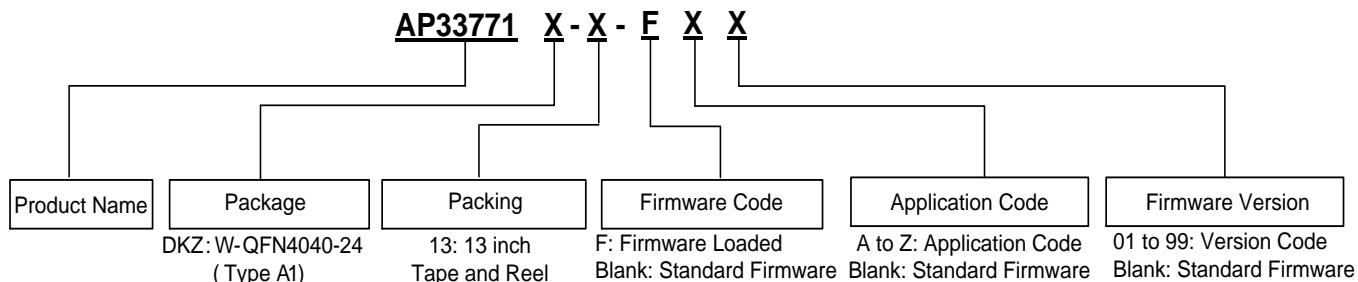 AP33771 X - X - F X X
Product Name
Package
Packing
Firmware Code
Application Code
Firmware Version
DKZ: W-QFN4040-24
( Type A1)
13: 13 inch
Tape and Reel
F: Firmware Loaded
Blank: Standard Firmware
A to Z: Application Code
Blank: Standard Firmware
01 to 99: Version Code
Blank: Standard Firmware